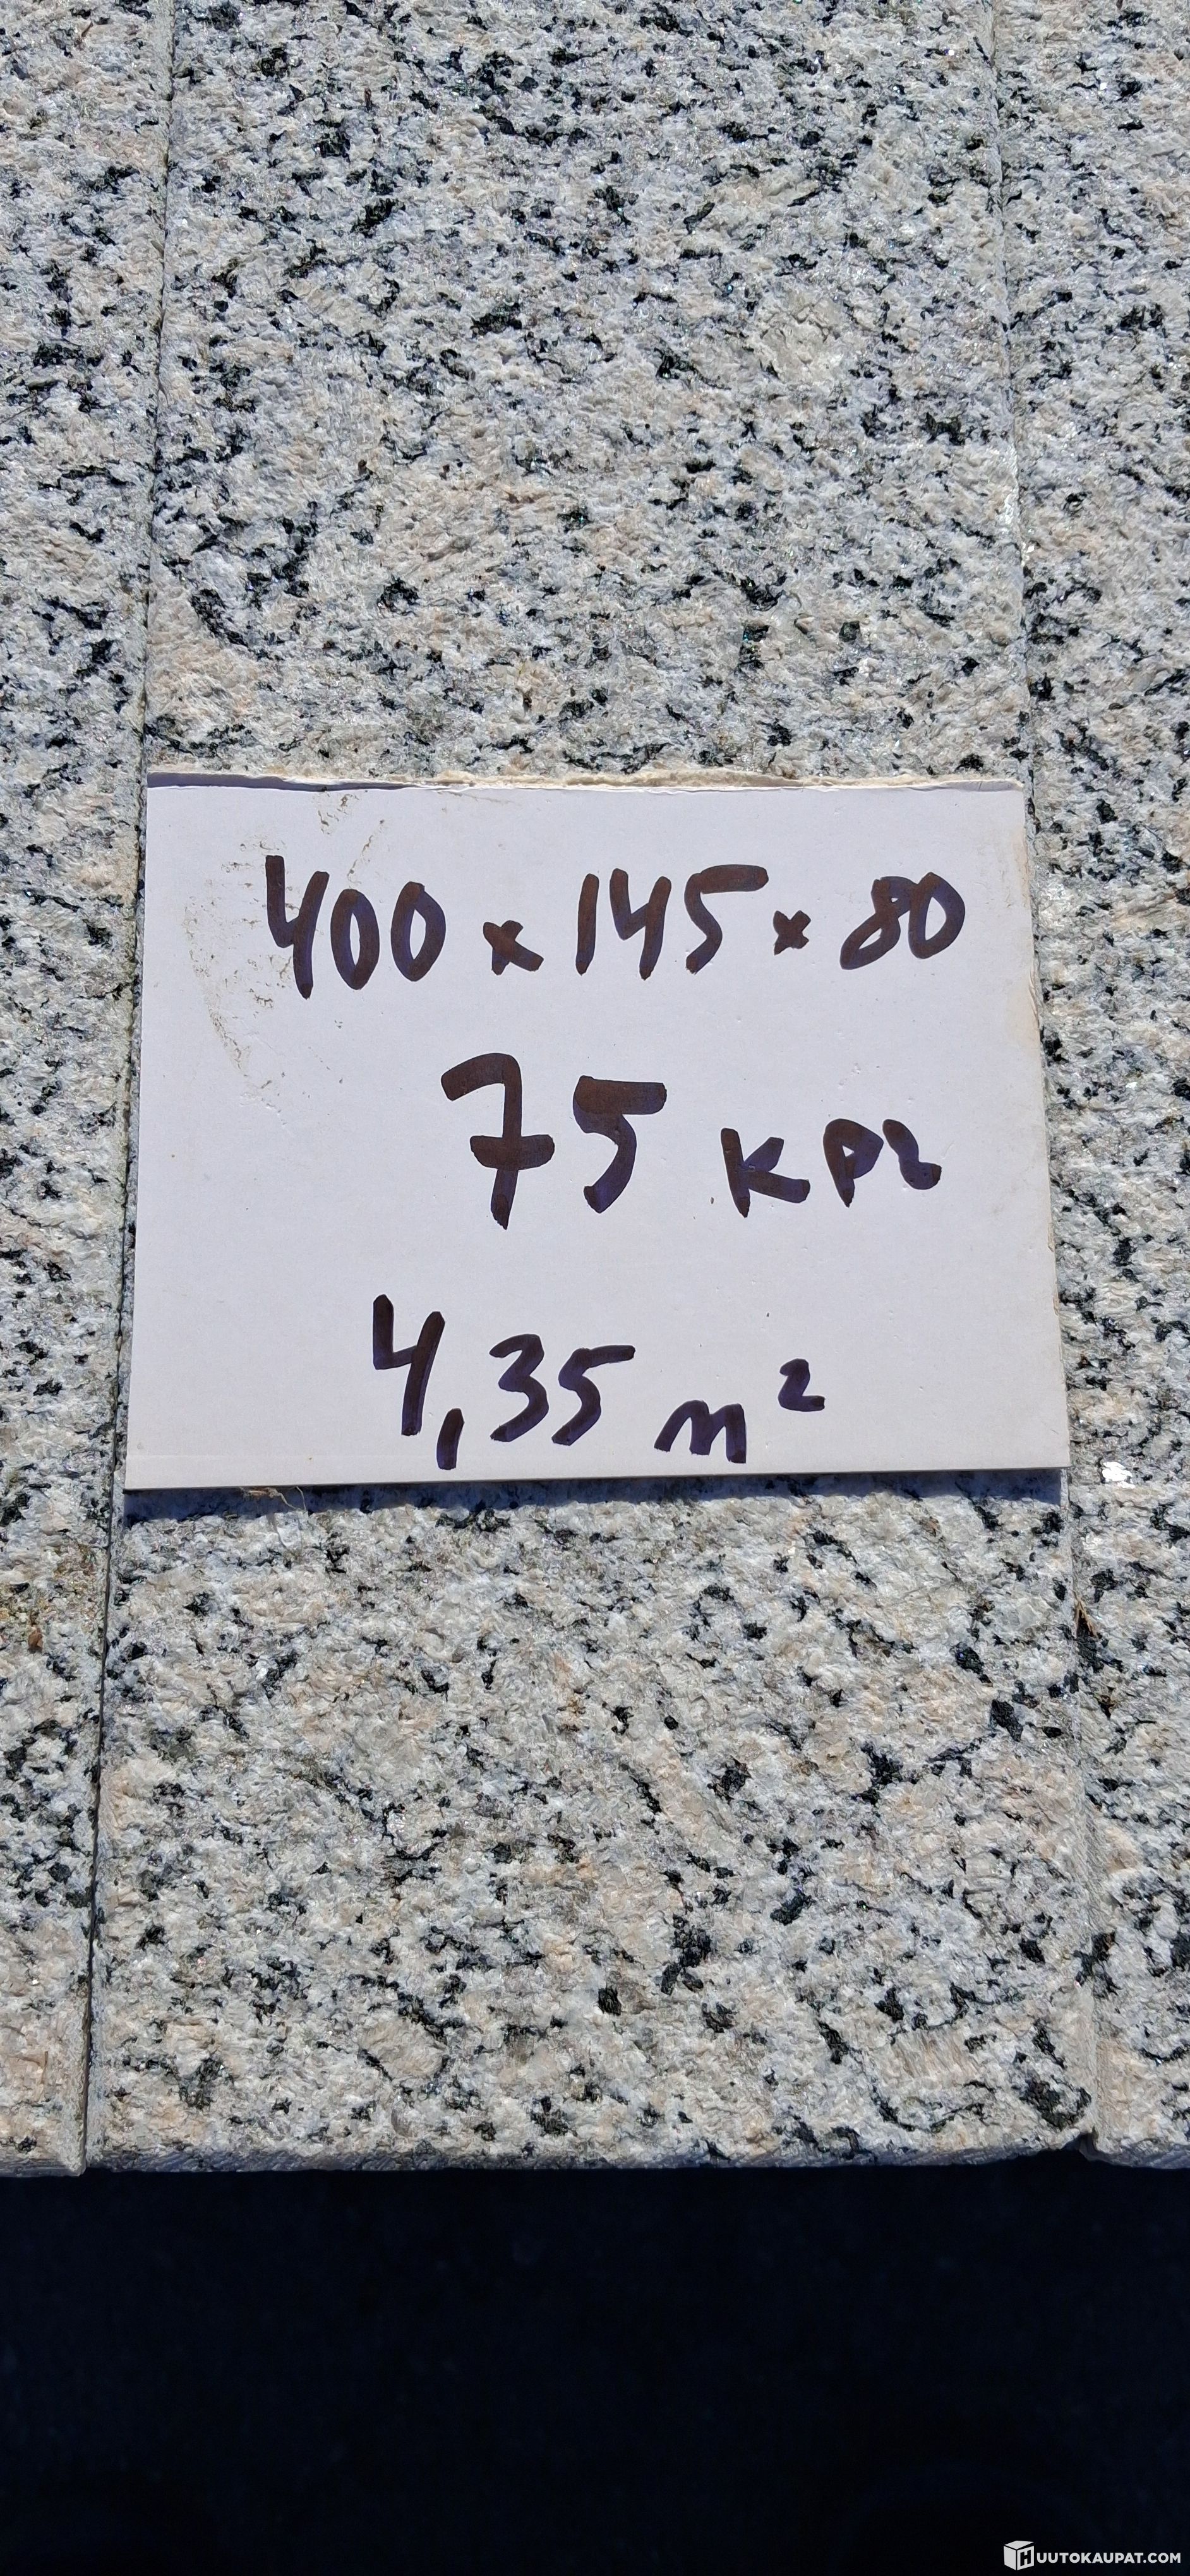 400 x 145 x 80
75 KPL
4,35 m²
HUUTOKAUPAT.COM